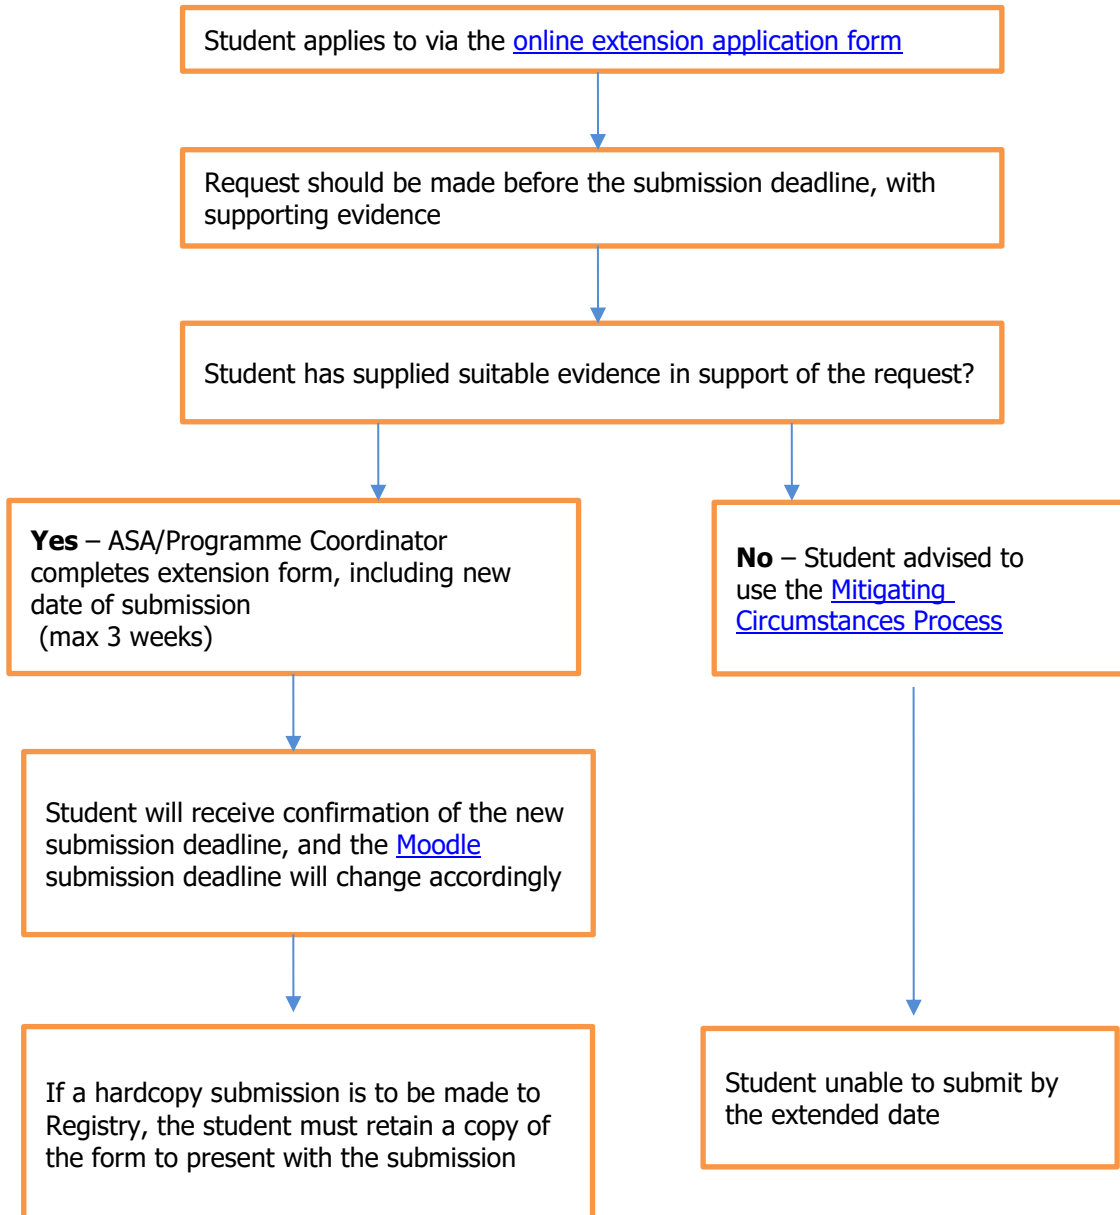 Student applies to via the online extension application form
Request should be made before the submission deadline, with
supporting evidence
Student has supplied suitable evidence in support of the request?
Yes – ASA/Programme Coordinator
completes extension form, including new
date of submission
(max 3 weeks)
No – Student advised to
use the Mitigating
Circumstances Process
Student will receive confirmation of the new
submission deadline, and the Moodle
submission deadline will change accordingly
If a hardcopy submission is to be made to
Registry, the student must retain a copy of
the form to present with the submission
Student unable to submit by
the extended date